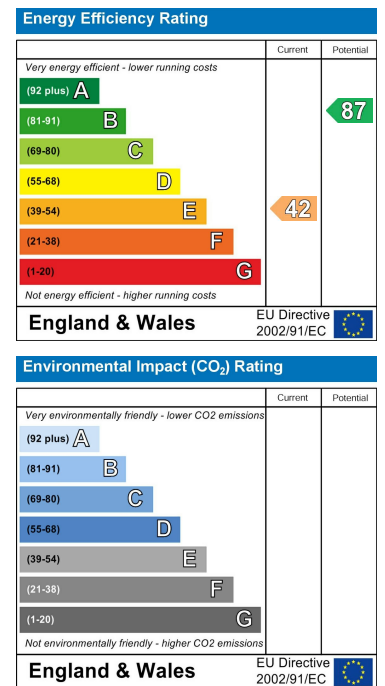 Energy Efficiency Rating
Current Potential
Very energy efficient - lower running costs
(92 plus) A
(81-91) B
87
(69-80) C
(55-68) D
(39-54) E
42
(21-38) F
(1-20) G
Not energy efficient - higher running costs
England & Wales
EU Directive
2002/91/EC
Environmental Impact (CO₂) Rating
Current Potential
Very environmentally friendly - lower CO2 emissions
(92 plus) A
(81-91) B
(69-80) C
(55-68) D
(39-54) E
(21-38) F
(1-20) G
Not environmentally friendly - higher CO2 emissions
England & Wales
EU Directive
2002/91/EC